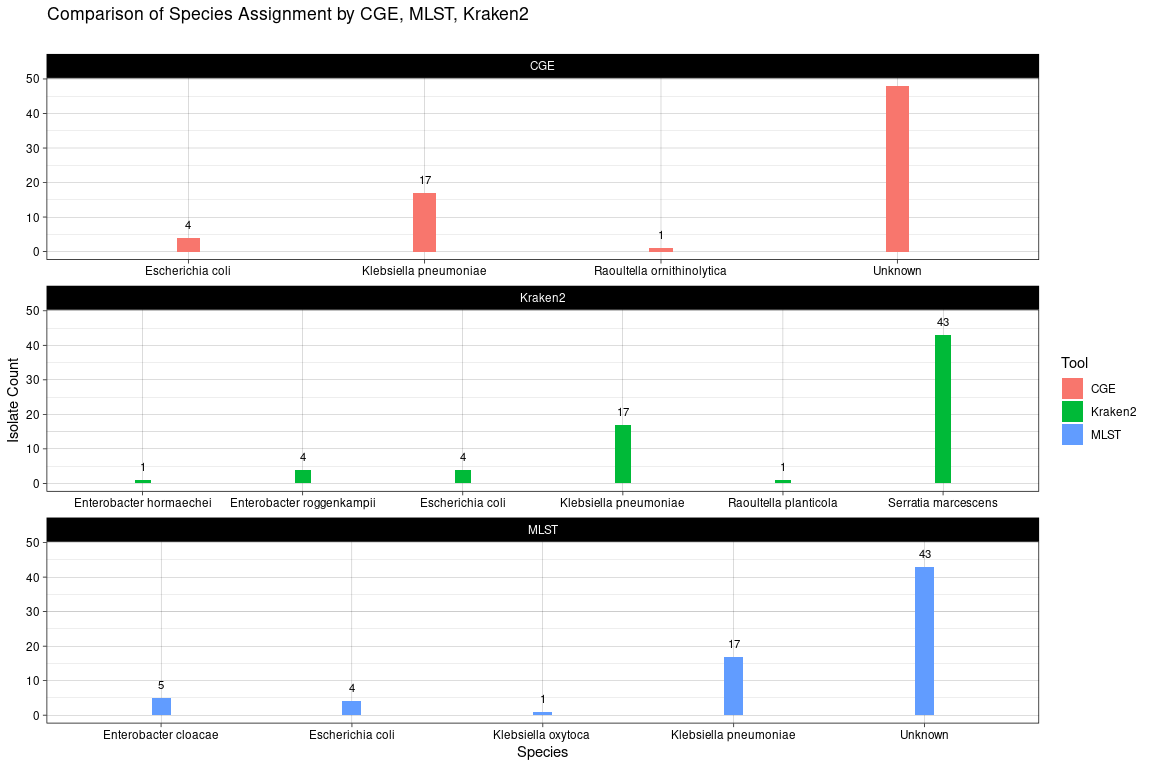 Comparison of Species Assignment by CGE, MLST, Kraken2
CGE
50
40
30
20
10
0
4
17
1
Escherichia coli
Klebsiella pneumoniae
Raoultella ornithinolytica
Unknown
Kraken2
50
40
30
20
10
0
1
4
4
17
1
43
Enterobacter hormaechei
Enterobacter roggenkampii
Escherichia coli
Klebsiella pneumoniae
Raoultella planticola
Serratia marcescens
MLST
50
40
30
20
10
0
5
4
1
17
43
Enterobacter cloacae
Escherichia coli
Klebsiella oxytoca
Klebsiella pneumoniae
Unknown
Species
Isolate Count
Tool
CGE
Kraken2
MLST